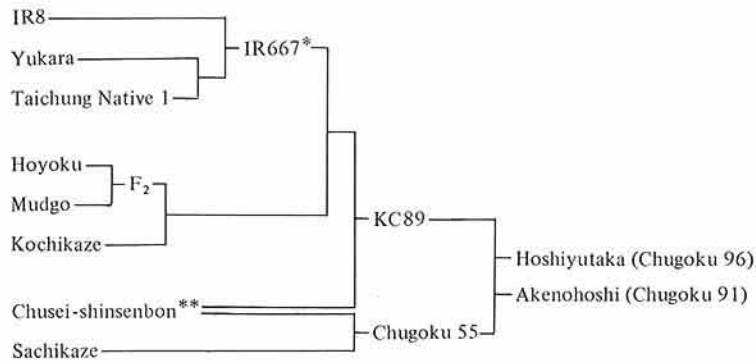 IR8
IR667*
Yukara
Taichung Native 1
Hoyoku
F₂
Mudgo
Kochikaze
KC89
Hoshiyutaka (Chugoku 96)
Akenohoshi (Chugoku 91)
Chusei-shinsenbon**
Chugoku 55
Sachikaze